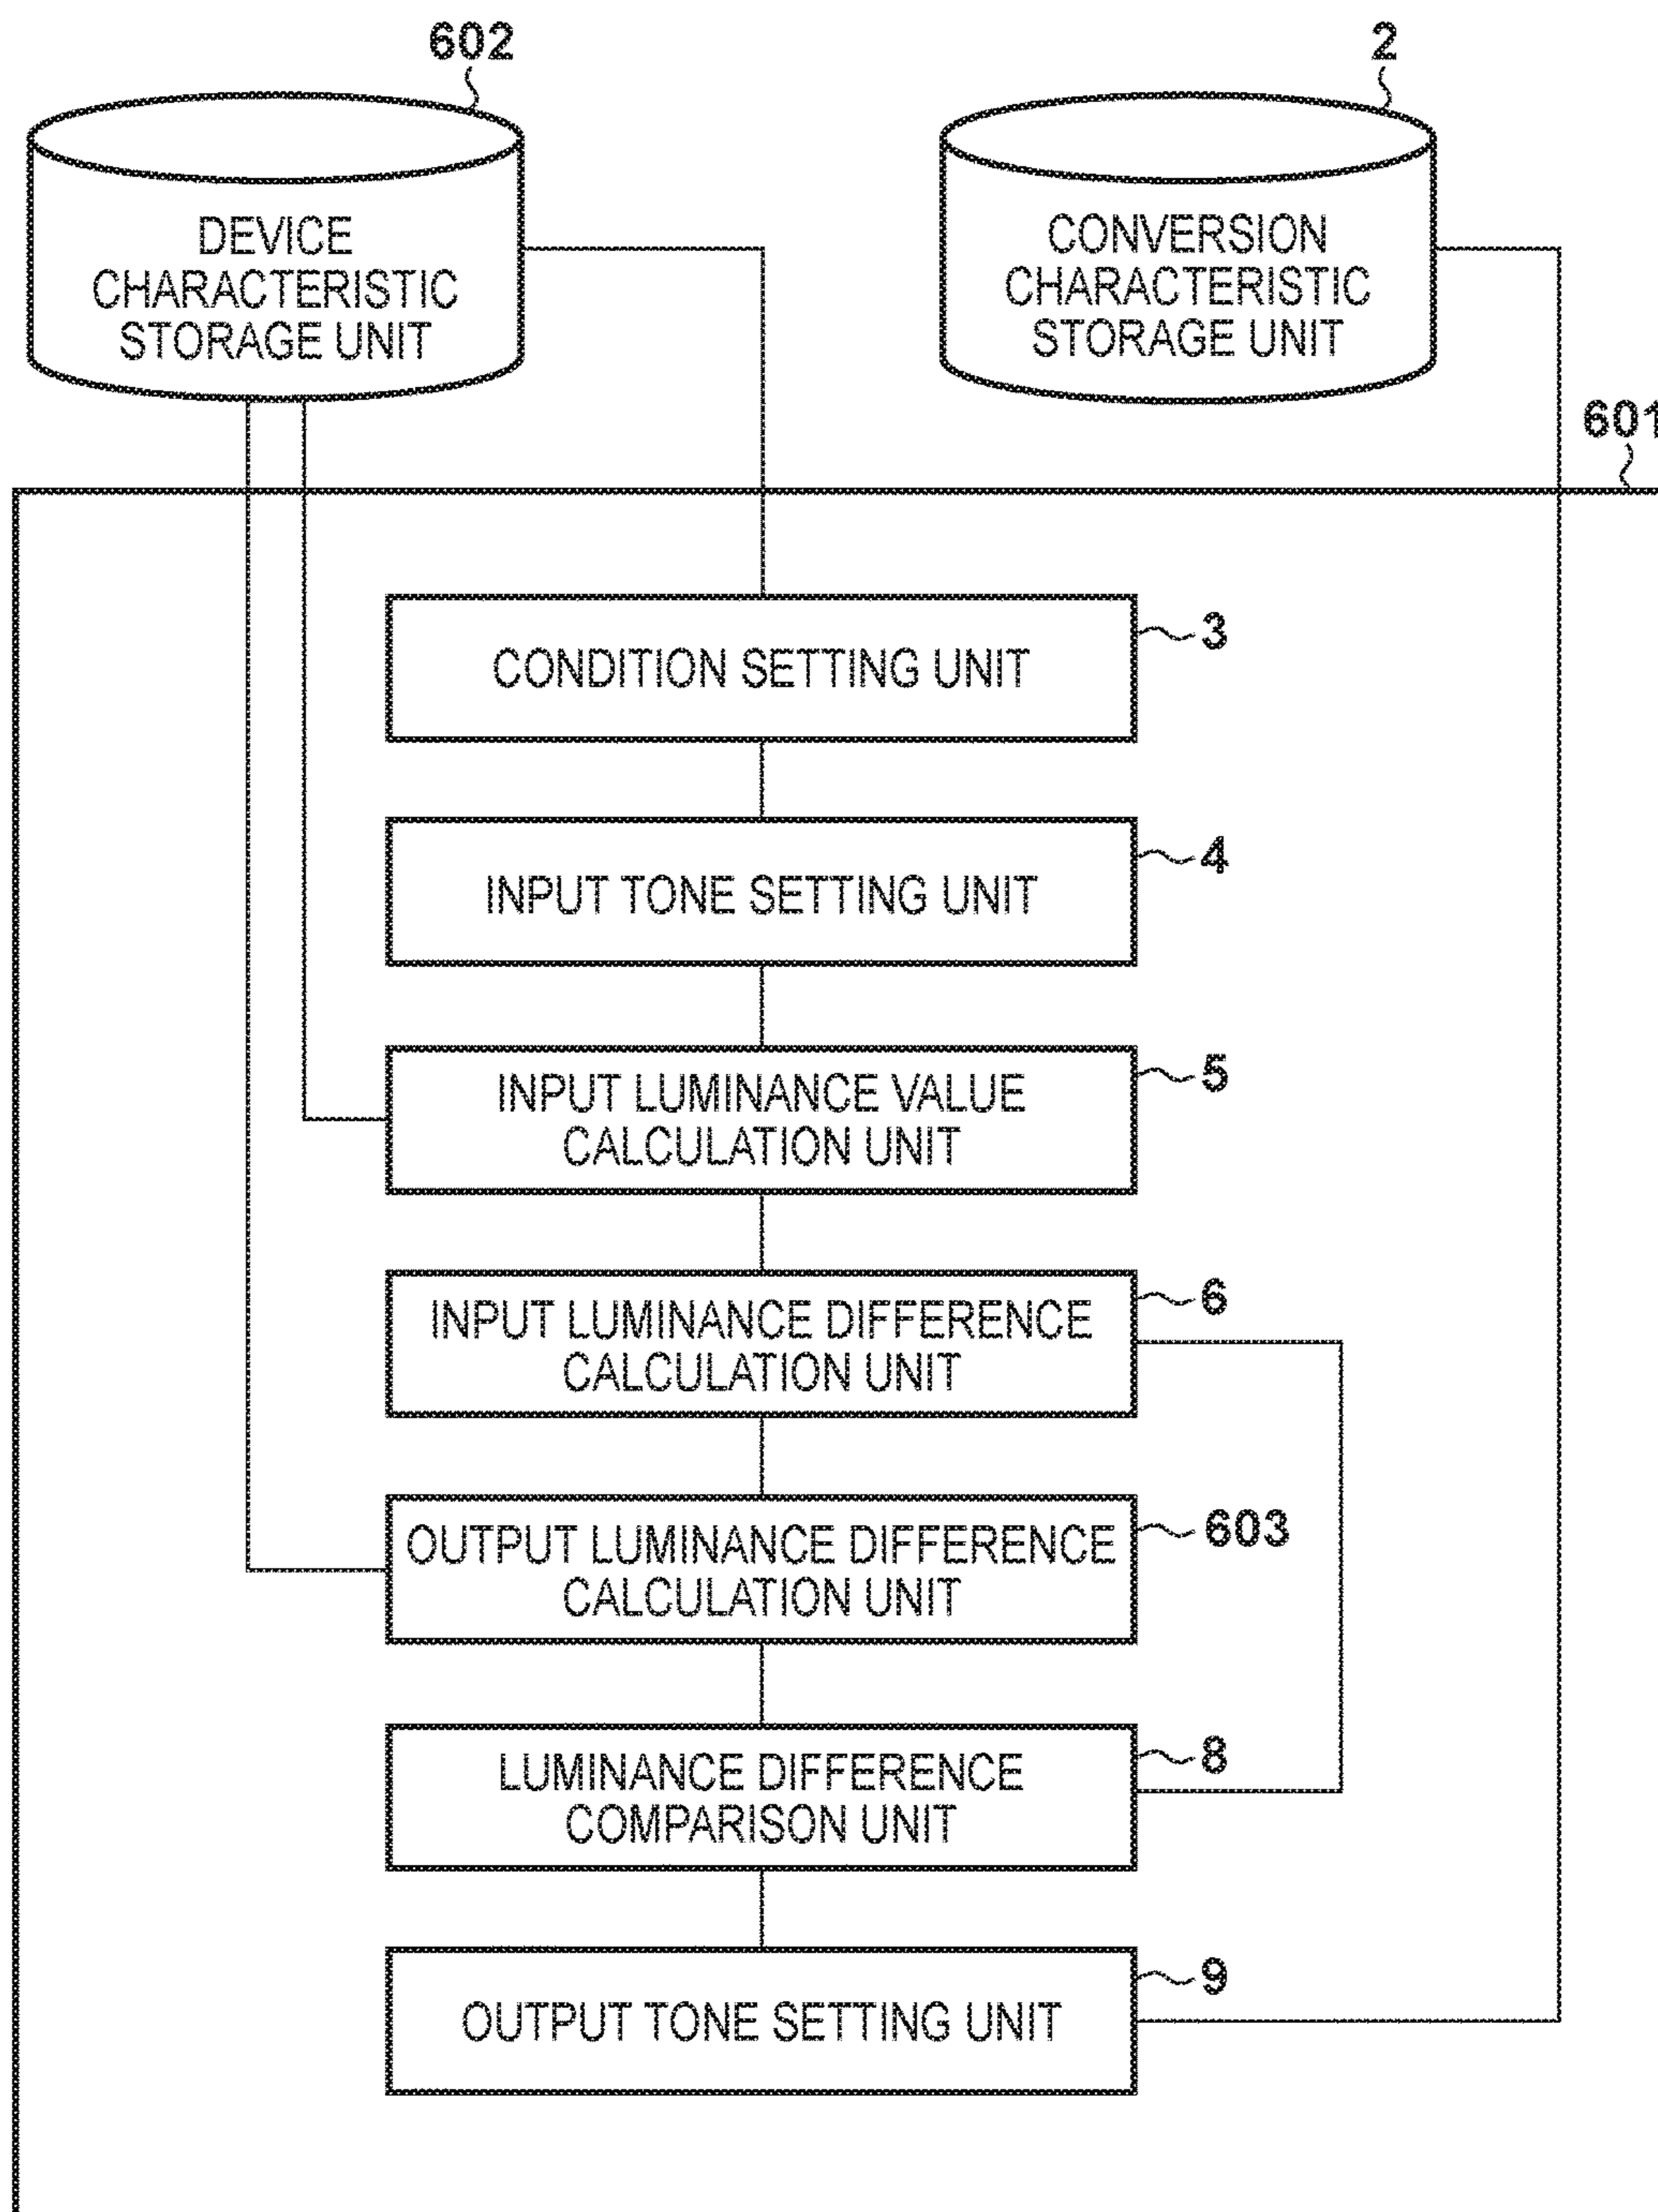 602
2
DEVICE
CHARACTERISTIC
STORAGE UNIT
CONVERSION
CHARACTERISTIC
STORAGE UNIT
601
3
CONDITION SETTING UNIT
4
INPUT TONE SETTING UNIT
5
INPUT LUMINANCE VALUE
CALCULATION UNIT
6
INPUT LUMINANCE DIFFERENCE
CALCULATION UNIT
603
OUTPUT LUMINANCE DIFFERENCE
CALCULATION UNIT
8
LUMINANCE DIFFERENCE
COMPARISON UNIT
9
OUTPUT TONE SETTING UNIT